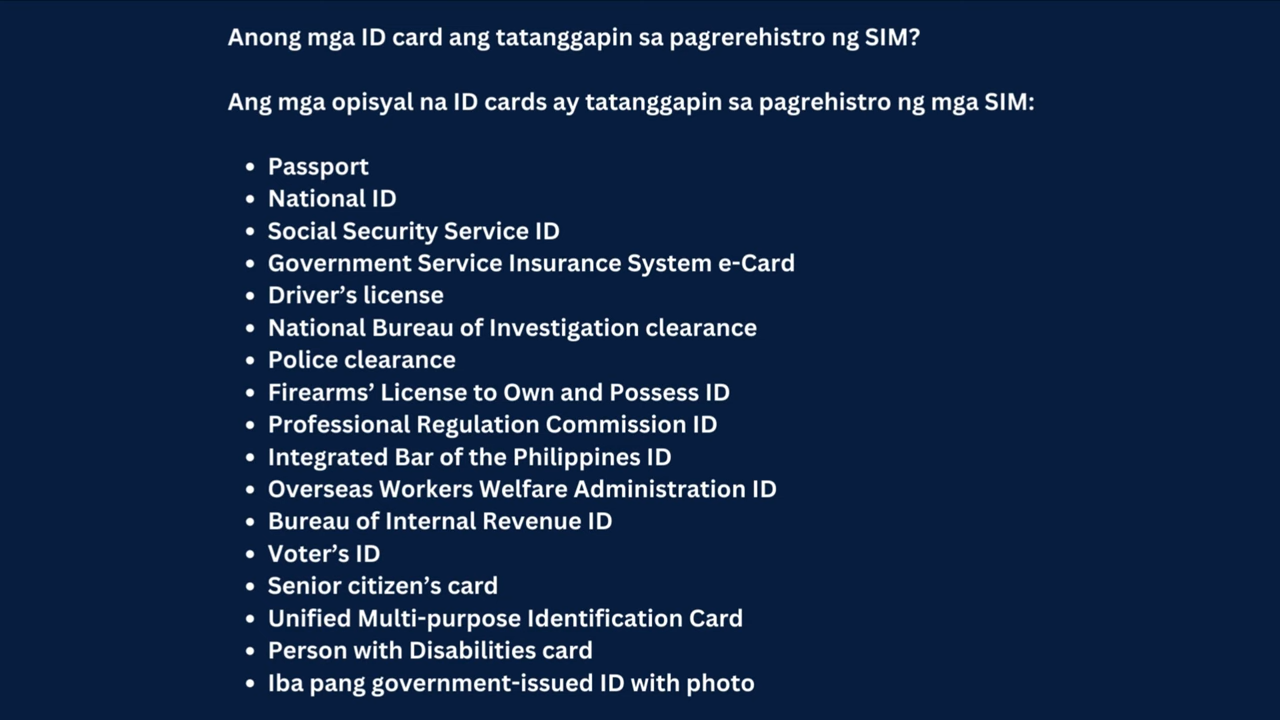 Anong mga ID card ang tatanggapin sa pagrerehistro ng SIM?
Ang mga opisyal na ID cards ay tatanggapin sa pagrehistro ng mga SIM:
• Passport
• National ID
• Social Security Service ID
• Government Service Insurance System e-Card
• Driver’s license
• National Bureau of Investigation clearance
• Police clearance
• Firearms’ License to Own and Possess ID
• Professional Regulation Commission ID
• Integrated Bar of the Philippines ID
• Overseas Workers Welfare Administration ID
• Bureau of Internal Revenue ID
• Voter’s ID
• Senior citizen’s card
• Unified Multi-purpose Identification Card
• Person with Disabilities card
• Iba pang government-issued ID with photo